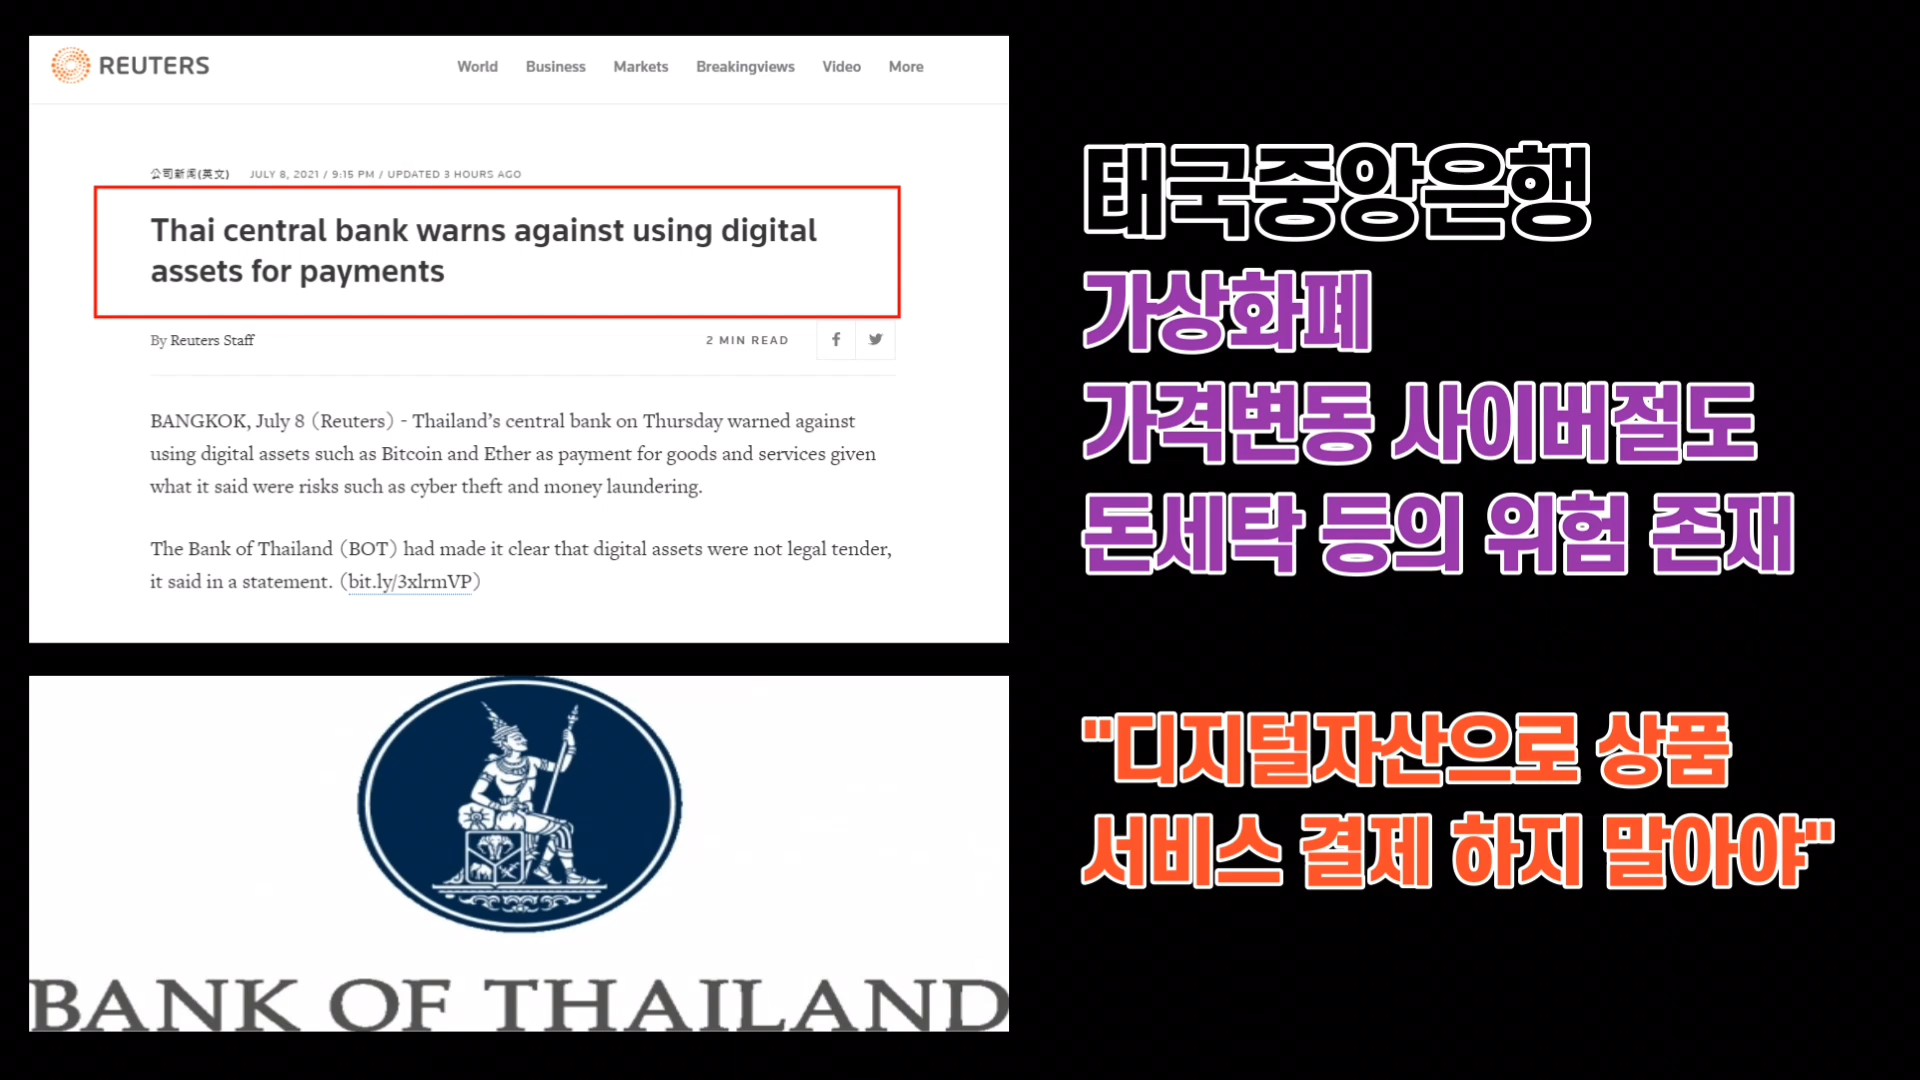 REUTERS
World Business Markets Breakingviews Video More
公司新闻(英文) JULY 8, 2021 / 9:15 PM / UPDATED 3 HOURS AGO
Thai central bank warns against using digital
assets for payments
By Reuters Staff
2 MIN READ
BANGKOK, July 8 (Reuters) - Thailand's central bank on Thursday warned against
using digital assets such as Bitcoin and Ether as payment for goods and services given
what it said were risks such as cyber theft and money laundering.
The Bank of Thailand (BOT) had made it clear that digital assets were not legal tender,
it said in a statement. (bit.ly/3xlrmVP)
BANK OF THAILAND
태국중앙은행
가상화폐
가격변동 사이버절도
돈세탁 등의 위험 존재
"디지털자산으로 상품
서비스 결제 하지 말아야"